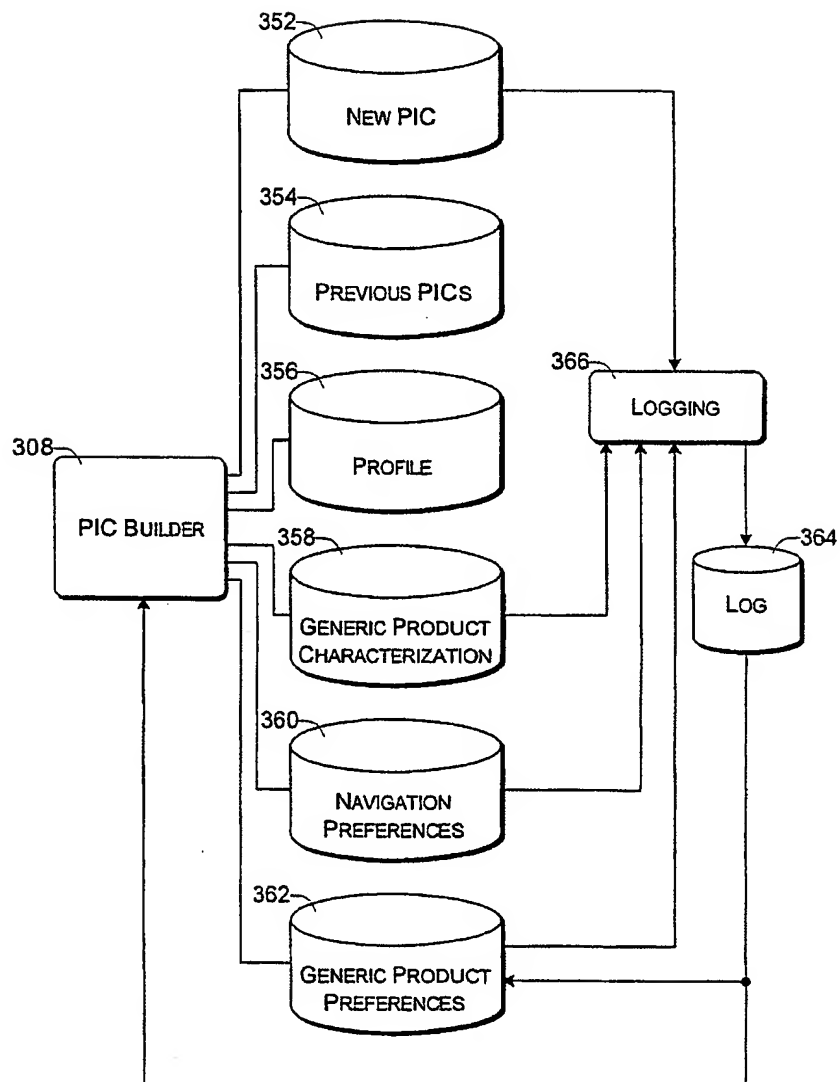 352
NEW PIC
354
PREVIOUS PICS
356
366
LOGGING
308
PROFILE
PIC BUILDER
358
364
LOG
GENERIC PRODUCT
CHARACTERIZATION
360
NAVIGATION
PREFERENCES
362
GENERIC PRODUCT
PREFERENCES